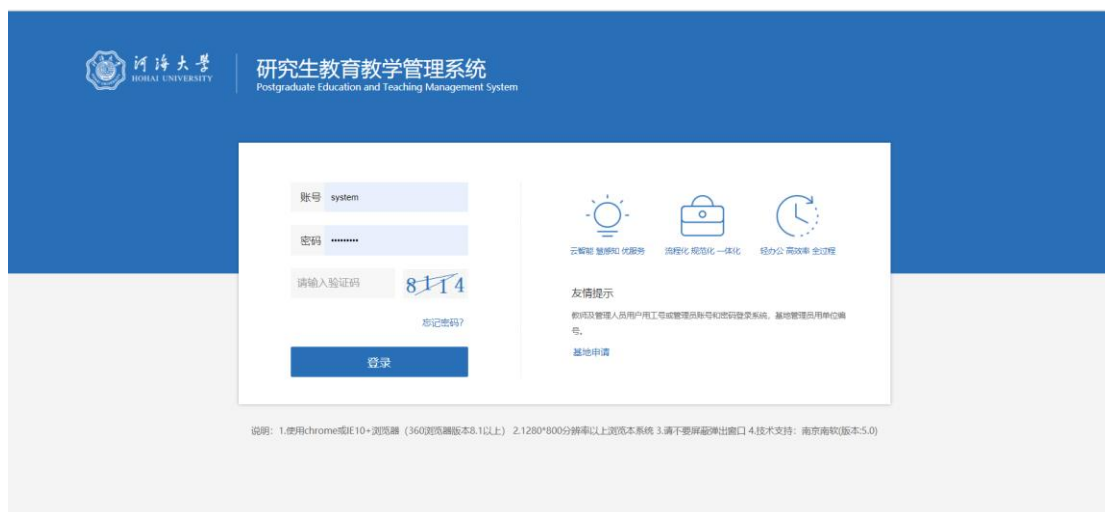 河海大学
HOHAI UNIVERSITY
研究生教育教学管理系统
Postgraduate Education and Teaching Management System
账号 system
密码 •••••••••
请输入验证码 8114
忘记密码?
登录
云智能 慧感知 优服务 流程化 规范化 一体化 轻办公 高效率 全过程
友情提示
教师及管理人员用户用工号或管理员账号和密码登录系统，基地管理员用单位编
号。
基地申请
说明：1.使用chrome或IE10+浏览器（360浏览器版本8.1以上） 2.1280*800分辨率以上浏览本系统 3.请不要屏蔽弹出窗口 4.技术支持：南京南软(版本:5.0)